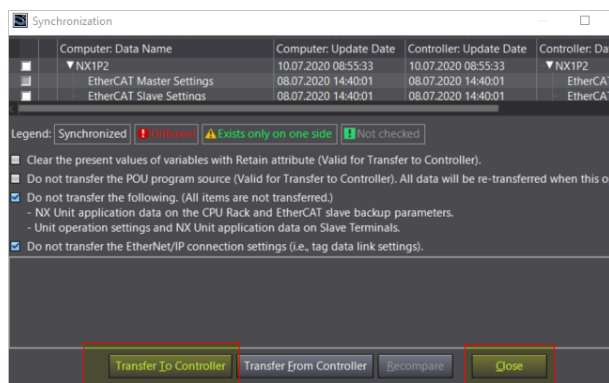 Synchronization
Computer: Data Name Computer: Update Date Controller: Update Date Controller: Da
▼NX1P2 10.07.2020 08:55:33 10.07.2020 08:55:33 ▼NX1P2
EtherCAT Master Settings 08.07.2020 14:40:01 08.07.2020 14:40:01 EtherCA
EtherCAT Slave Settings 08.07.2020 14:40:01 08.07.2020 14:40:01 EtherCA
Legend: Synchronized Different Exists only on one side Not checked
Clear the present values of variables with Retain attribute (Valid for Transfer to Controller).
Do not transfer the POU program source (Valid for Transfer to Controller). All data will be re-transferred when this o
Do not transfer the following. (All items are not transferred.)
- NX Unit application data on the CPU Rack and EtherCAT slave backup parameters.
- Unit operation settings and NX Unit application data on Slave Terminals.
Do not transfer the EtherNet/IP connection settings (i.e., tag data link settings).
Transfer To Controller Transfer From Controller Recompare Close